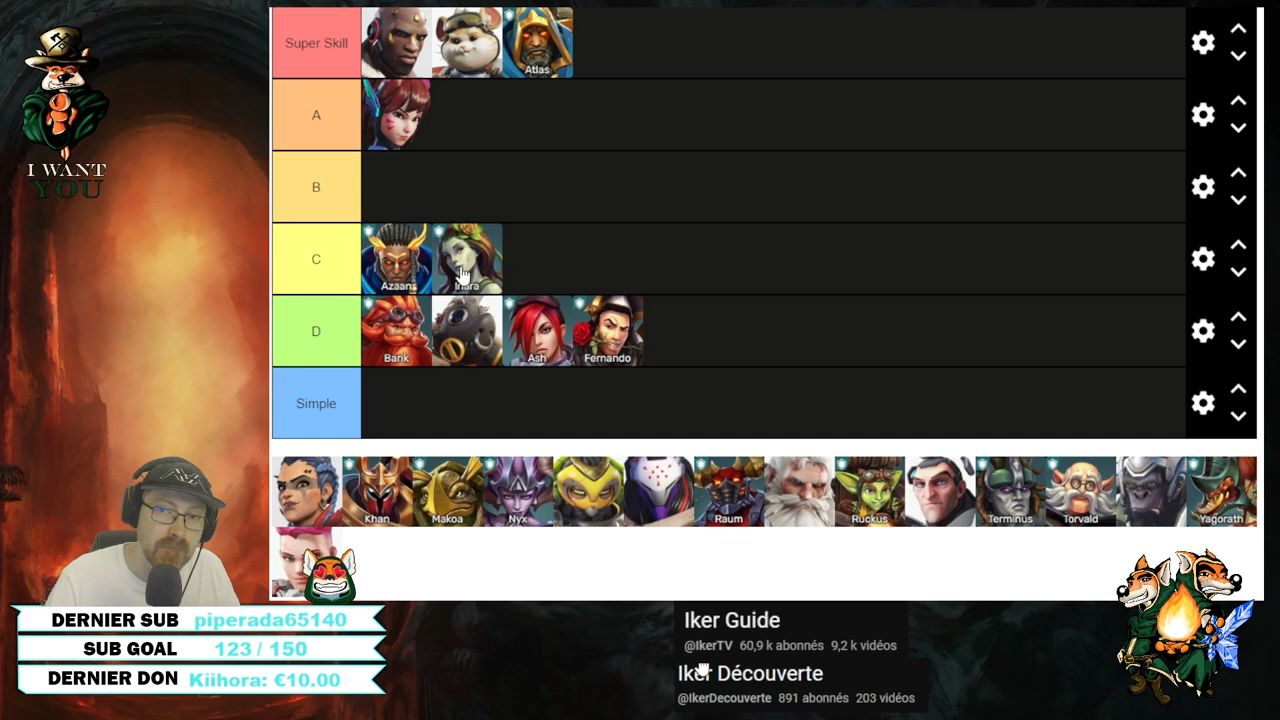 Super Skill
Atlas
A
B
C
Azaan
Inara
D
Barik
Ash
Fernando
Simple
Khan
Makoa
Nyx
Raum
Ruckus
Terminus
Torvald
Yagorath
I WANT
YOU
DERNIER SUB piperada65140
SUB GOAL 123 / 150
DERNIER DON Kiihora: €10.00
Iker Guide
@IkerTV 60,9 k abonnés 9,2 k vidéos
Iker Découverte
@IkerDecouverte 891 abonnés 203 vidéos